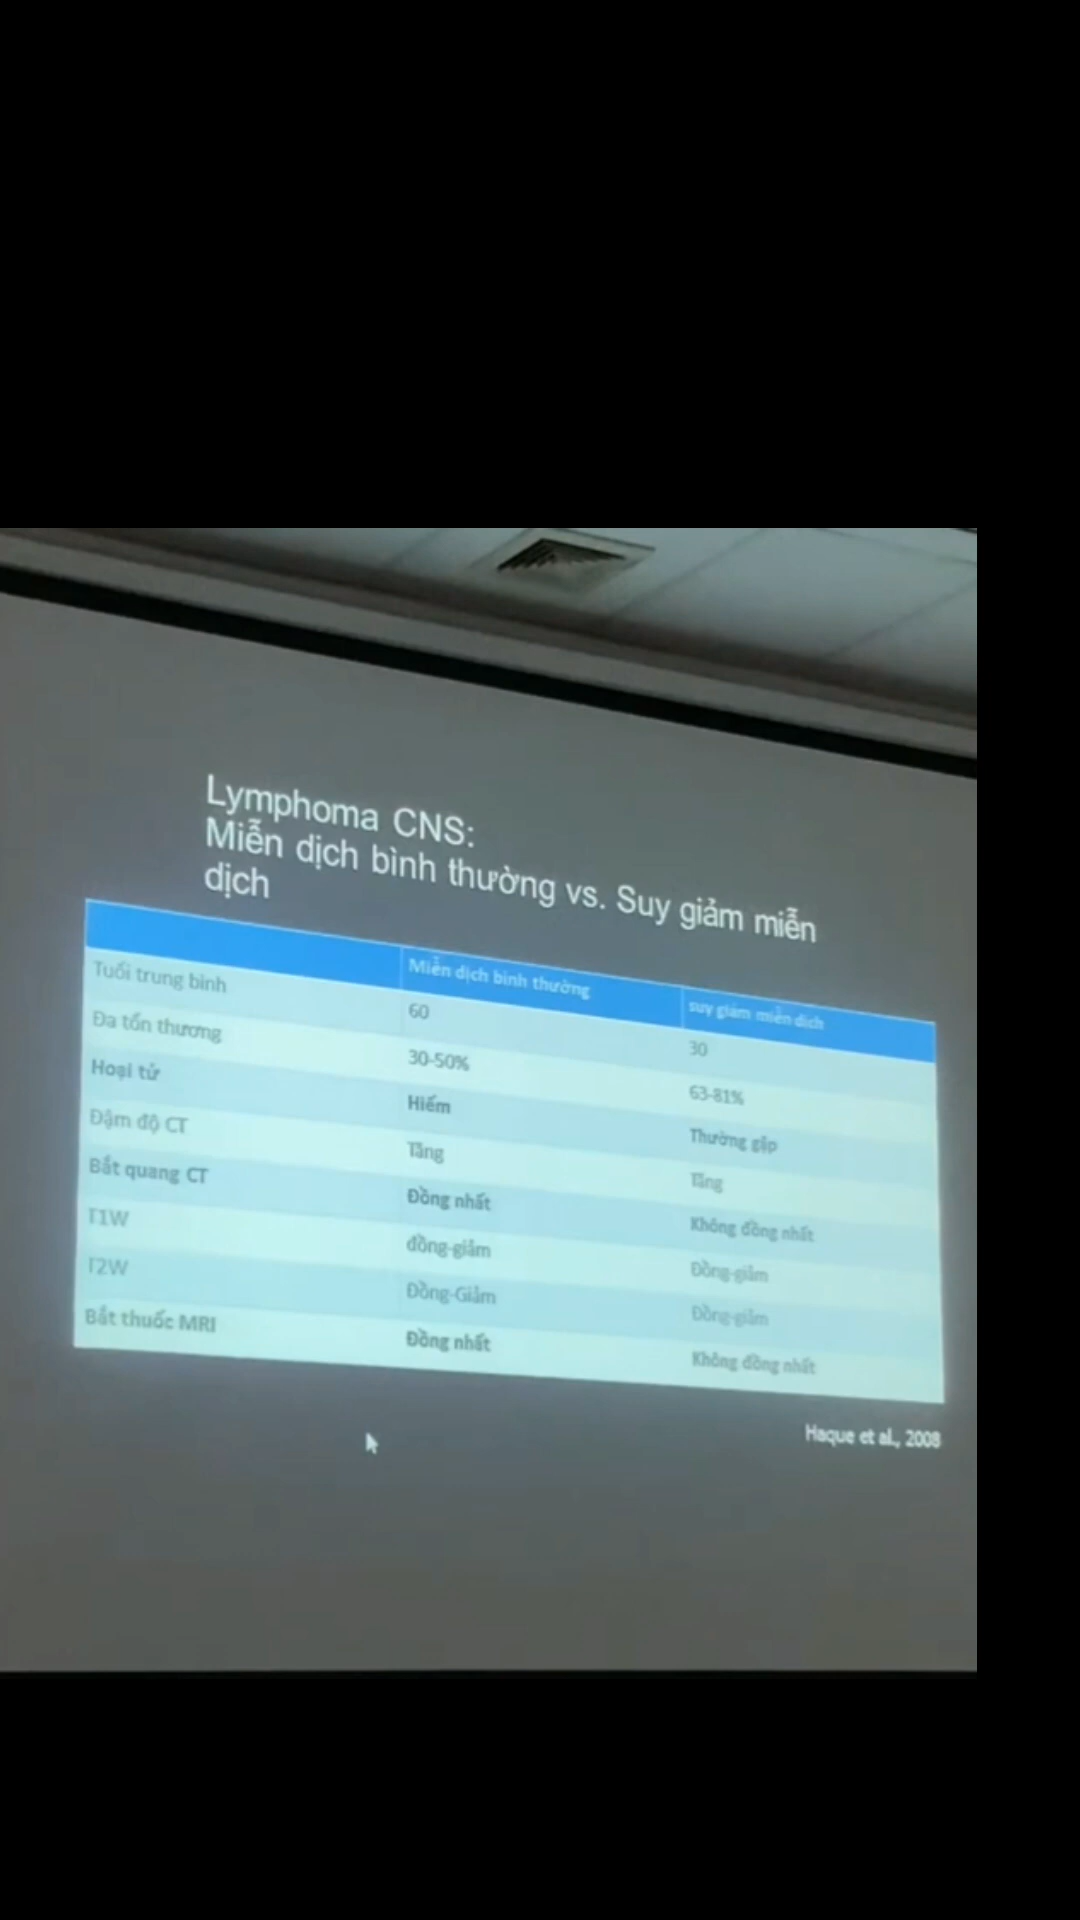 Lymphoma CNS:
Miễn dịch bình thường vs. Suy giảm miễn
dịch
Miễn dịch bình thường suy giảm miễn dịch
Tuổi trung bình 60 30
Đa tổn thương 30-50% 63-81%
Hoại tử Hiếm Thường gặp
Đậm độ CT Tăng Tăng
Bắt quang CT Đồng nhất Không đồng nhất
T1W đồng-giảm Đồng-giảm
T2W Đồng-Giảm Đồng-giảm
Bắt thuốc MRI Đồng nhất Không đồng nhất
Haque et al., 2008